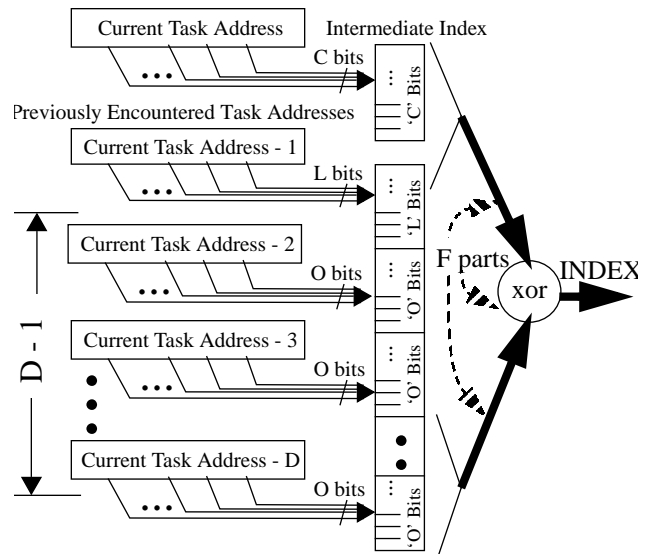 Current Task Address
Intermediate Index
C bits
...
'C' Bits
Previously Encountered Task Addresses
Current Task Address - 1
L bits
...
'L' Bits
Current Task Address - 2
O bits
...
'O' Bits
F parts
xor
INDEX
D - 1
Current Task Address - 3
O bits
...
'O' Bits
Current Task Address - D
O bits
...
'O' Bits